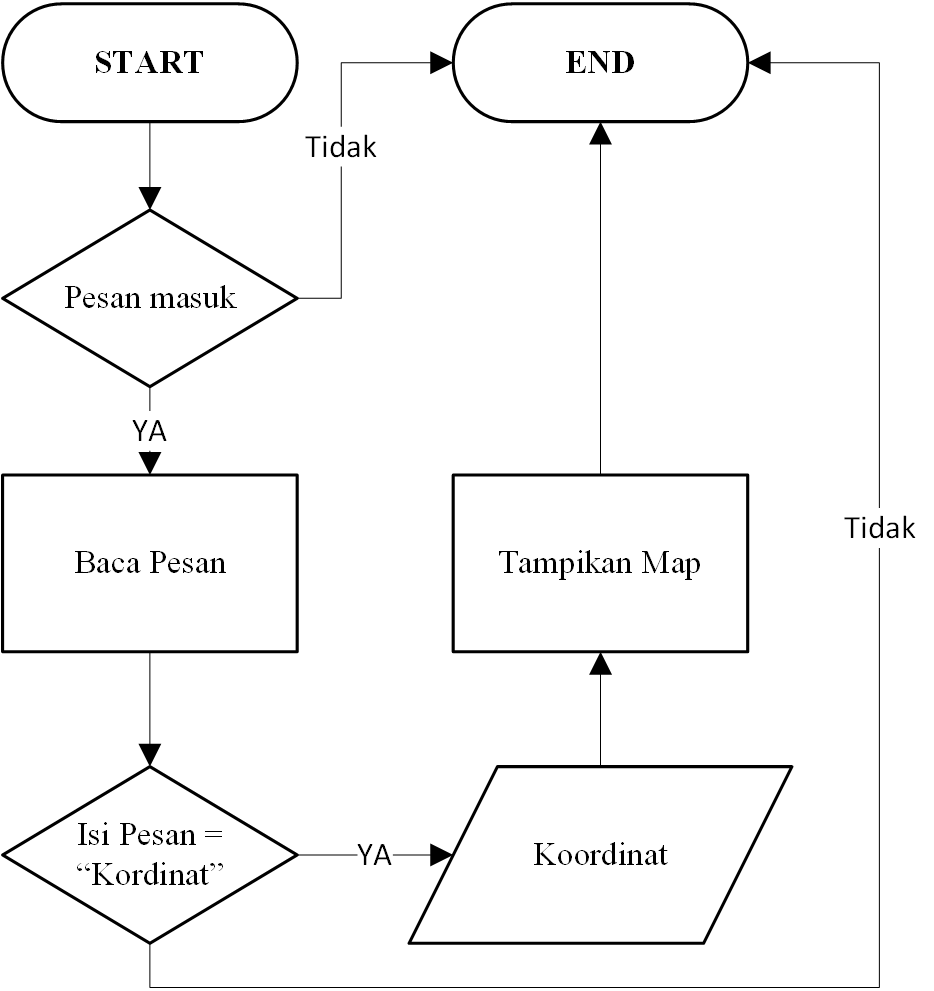 START
END
Tidak
Pesan masuk
YA
Baca Pesan
Tampikan Map
Tidak
Isi Pesan =
“Kordinat”
YA
Koordinat